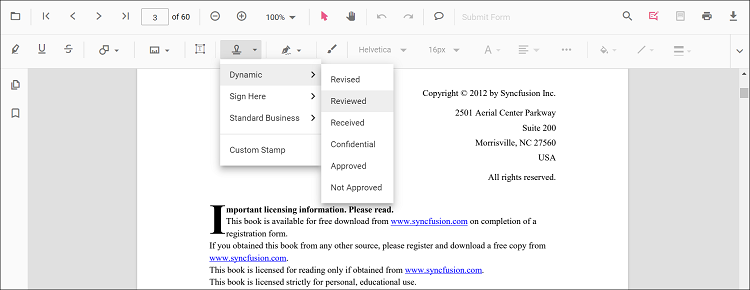 3 of 60
100%
Submit Form
Helvetica
16px
Dynamic
Sign Here
Standard Business
Custom Stamp
Revised
Reviewed
Received
Confidential
Approved
Not Approved
Copyright © 2012 by Syncfusion Inc.
2501 Aerial Center Parkway
Suite 200
Morrisville, NC 27560
USA
All rights reserved.
Important licensing information. Please read.
This book is available for free download from www.syncfusion.com on completion of a
registration form.
If you obtained this book from any other source, please register and download a free copy from
www.syncfusion.com.
This book is licensed for reading only if obtained from www.syncfusion.com.
This book is licensed strictly for personal, educational use.